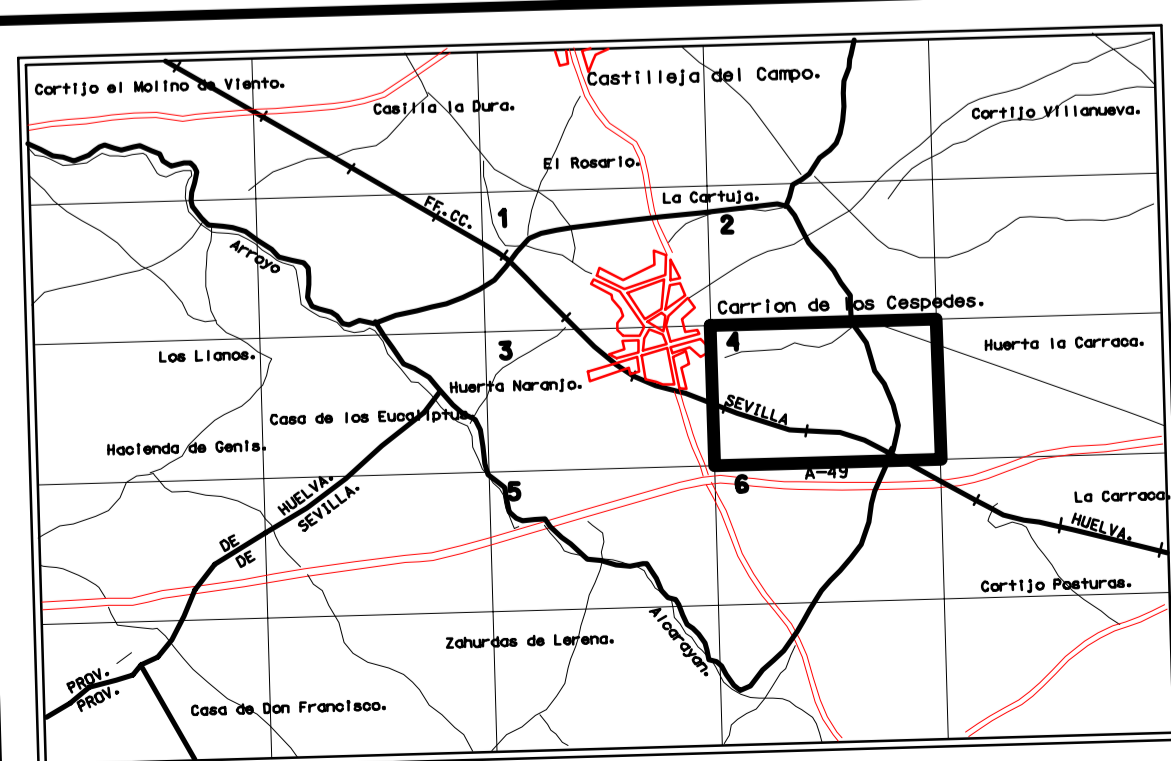 Castilleja del Campo.
Cortijo el Molino de Viento.
Casilla la Dura.
Cortijo Villanueva.
El Rosario.
La Cartuja.
FF.CC.
1
2
Arroyo
Carrion de los Cespedes.
3
4
Los Llanos.
Huerta la Carraca.
Huerta Naranjo.
Casa de los Eucaliptus.
SEVILLA
Hacienda de Genis.
A-49
HUELVA.
SEVILLA.
5
6
La Carraca.
HUELVA.
DE
DE
Cortijo Posturas.
Alcarayan.
Zahurdas de Lerena.
PROV.
PROV.
Casa de Don Francisco.